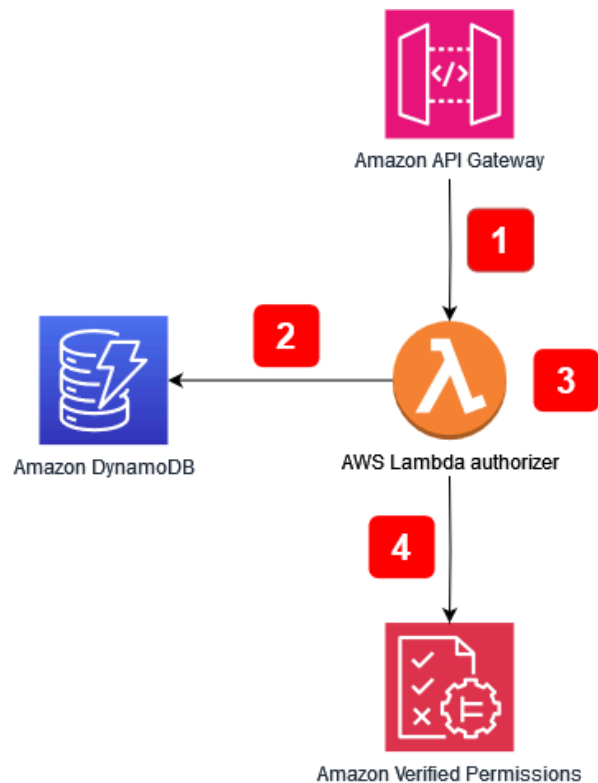 </>
Amazon API Gateway
1
2
3
Amazon DynamoDB
AWS Lambda authorizer
4
Amazon Verified Permissions